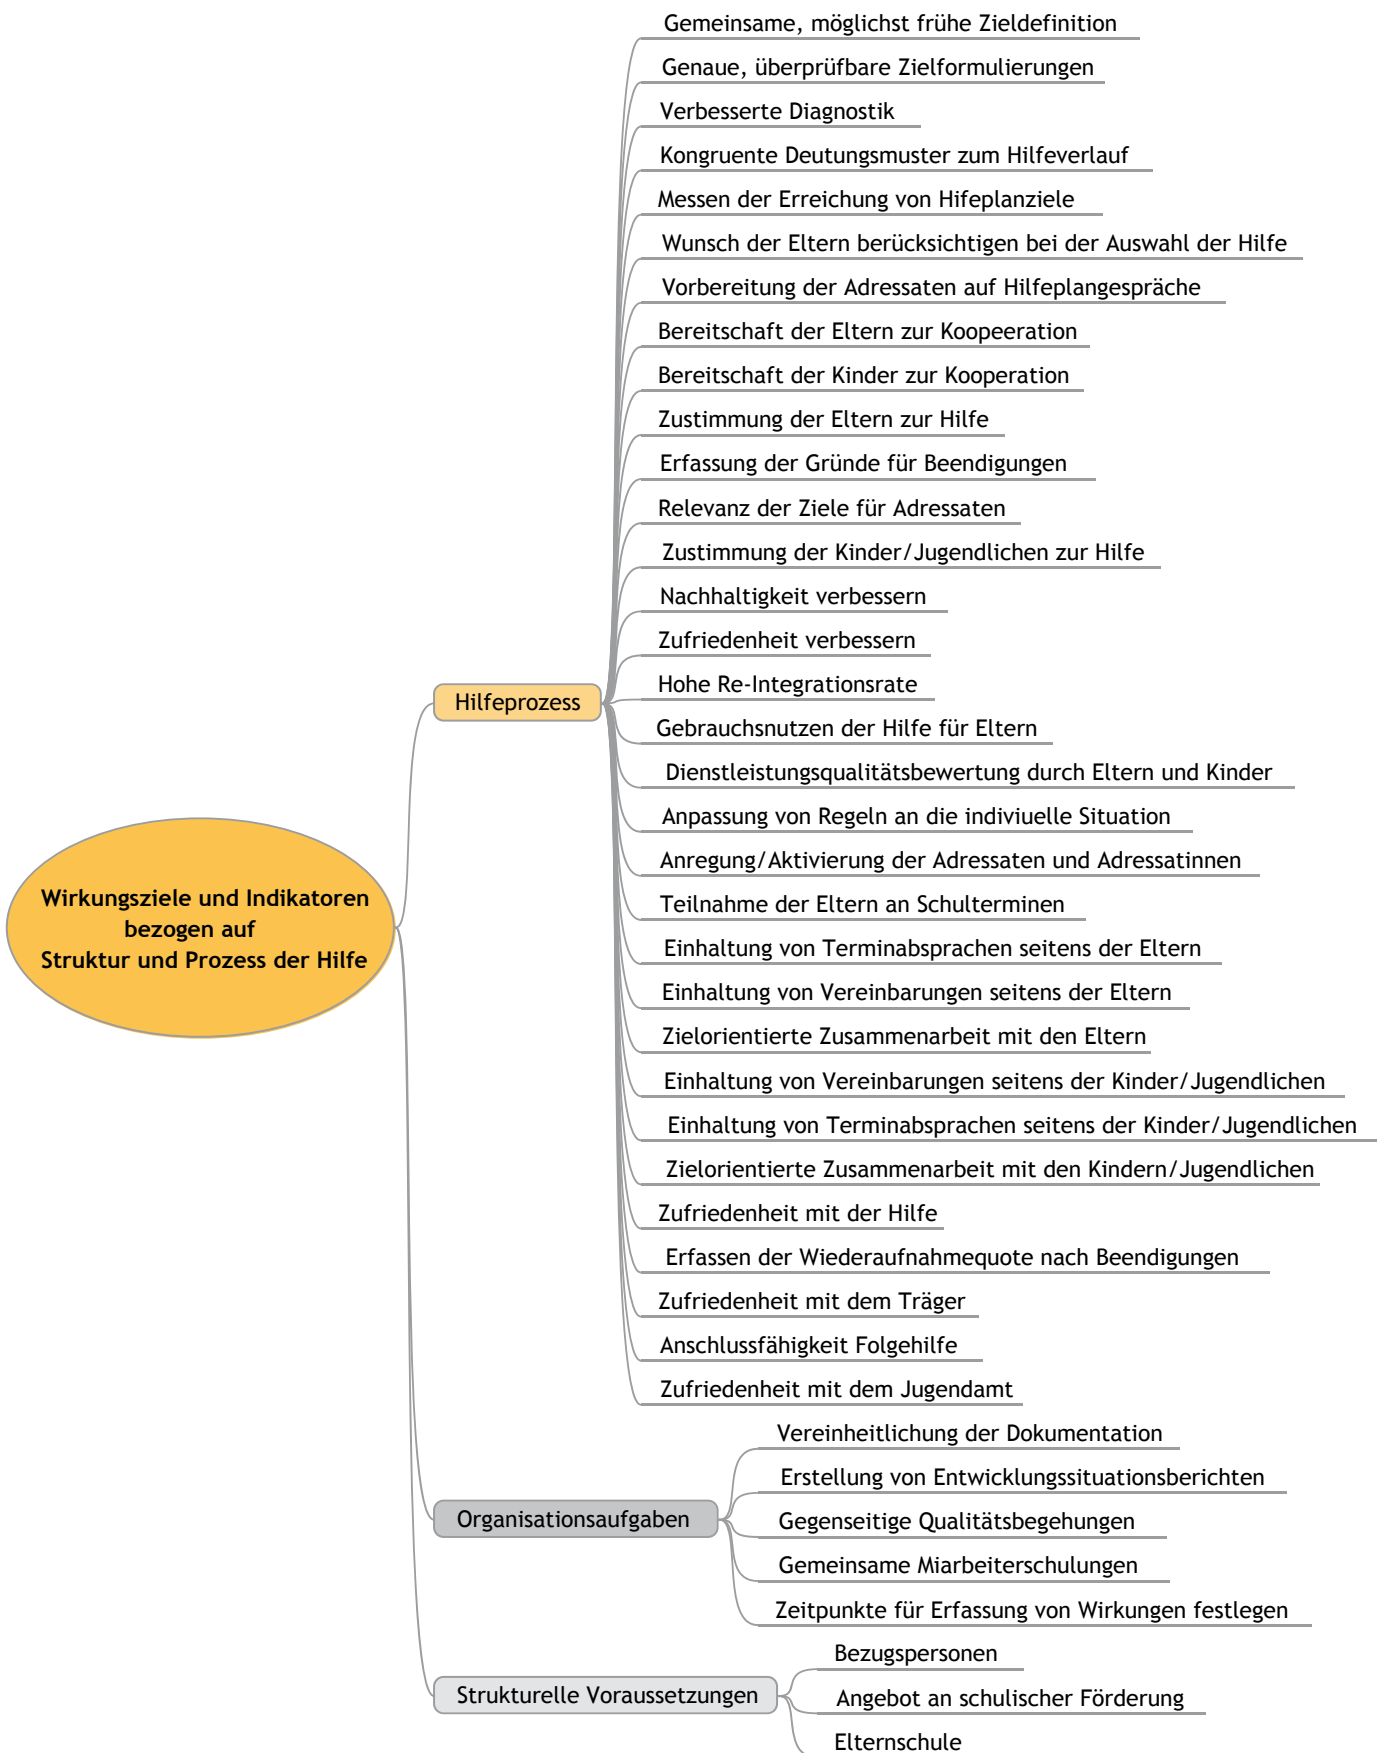 Wirkungsziele und Indikatoren
bezogen auf
Struktur und Prozess der Hilfe
Hilfeprozess
Gemeinsame, möglichst frühe Zieldefinition
Genaue, überprüfbare Zielformulierungen
Verbesserte Diagnostik
Kongruente Deutungsmuster zum Hilfeverlauf
Messen der Erreichung von Hifeplanziele
Wunsch der Eltern berücksichtigen bei der Auswahl der Hilfe
Vorbereitung der Adressaten auf Hilfeplangespräche
Bereitschaft der Eltern zur Koopeeration
Bereitschaft der Kinder zur Kooperation
Zustimmung der Eltern zur Hilfe
Erfassung der Gründe für Beendigungen
Relevanz der Ziele für Adressaten
Zustimmung der Kinder/Jugendlichen zur Hilfe
Nachhaltigkeit verbessern
Zufriedenheit verbessern
Hohe Re-Integrationsrate
Gebrauchsnutzen der Hilfe für Eltern
Dienstleistungsqualitätsbewertung durch Eltern und Kinder
Anpassung von Regeln an die indiviuelle Situation
Anregung/Aktivierung der Adressaten und Adressatinnen
Teilnahme der Eltern an Schulterminen
Einhaltung von Terminabsprachen seitens der Eltern
Einhaltung von Vereinbarungen seitens der Eltern
Zielorientierte Zusammenarbeit mit den Eltern
Einhaltung von Vereinbarungen seitens der Kinder/Jugendlichen
Einhaltung von Terminabsprachen seitens der Kinder/Jugendlichen
Zielorientierte Zusammenarbeit mit den Kindern/Jugendlichen
Zufriedenheit mit der Hilfe
Erfassen der Wiederaufnahmequote nach Beendigungen
Zufriedenheit mit dem Träger
Anschlussfähigkeit Folgehilfe
Zufriedenheit mit dem Jugendamt
Organisationsaufgaben
Vereinheitlichung der Dokumentation
Erstellung von Entwicklungssituationsberichten
Gegenseitige Qualitätsbegehungen
Gemeinsame Miarbeiterschulungen
Zeitpunkte für Erfassung von Wirkungen festlegen
Strukturelle Voraussetzungen
Bezugspersonen
Angebot an schulischer Förderung
Elternschule